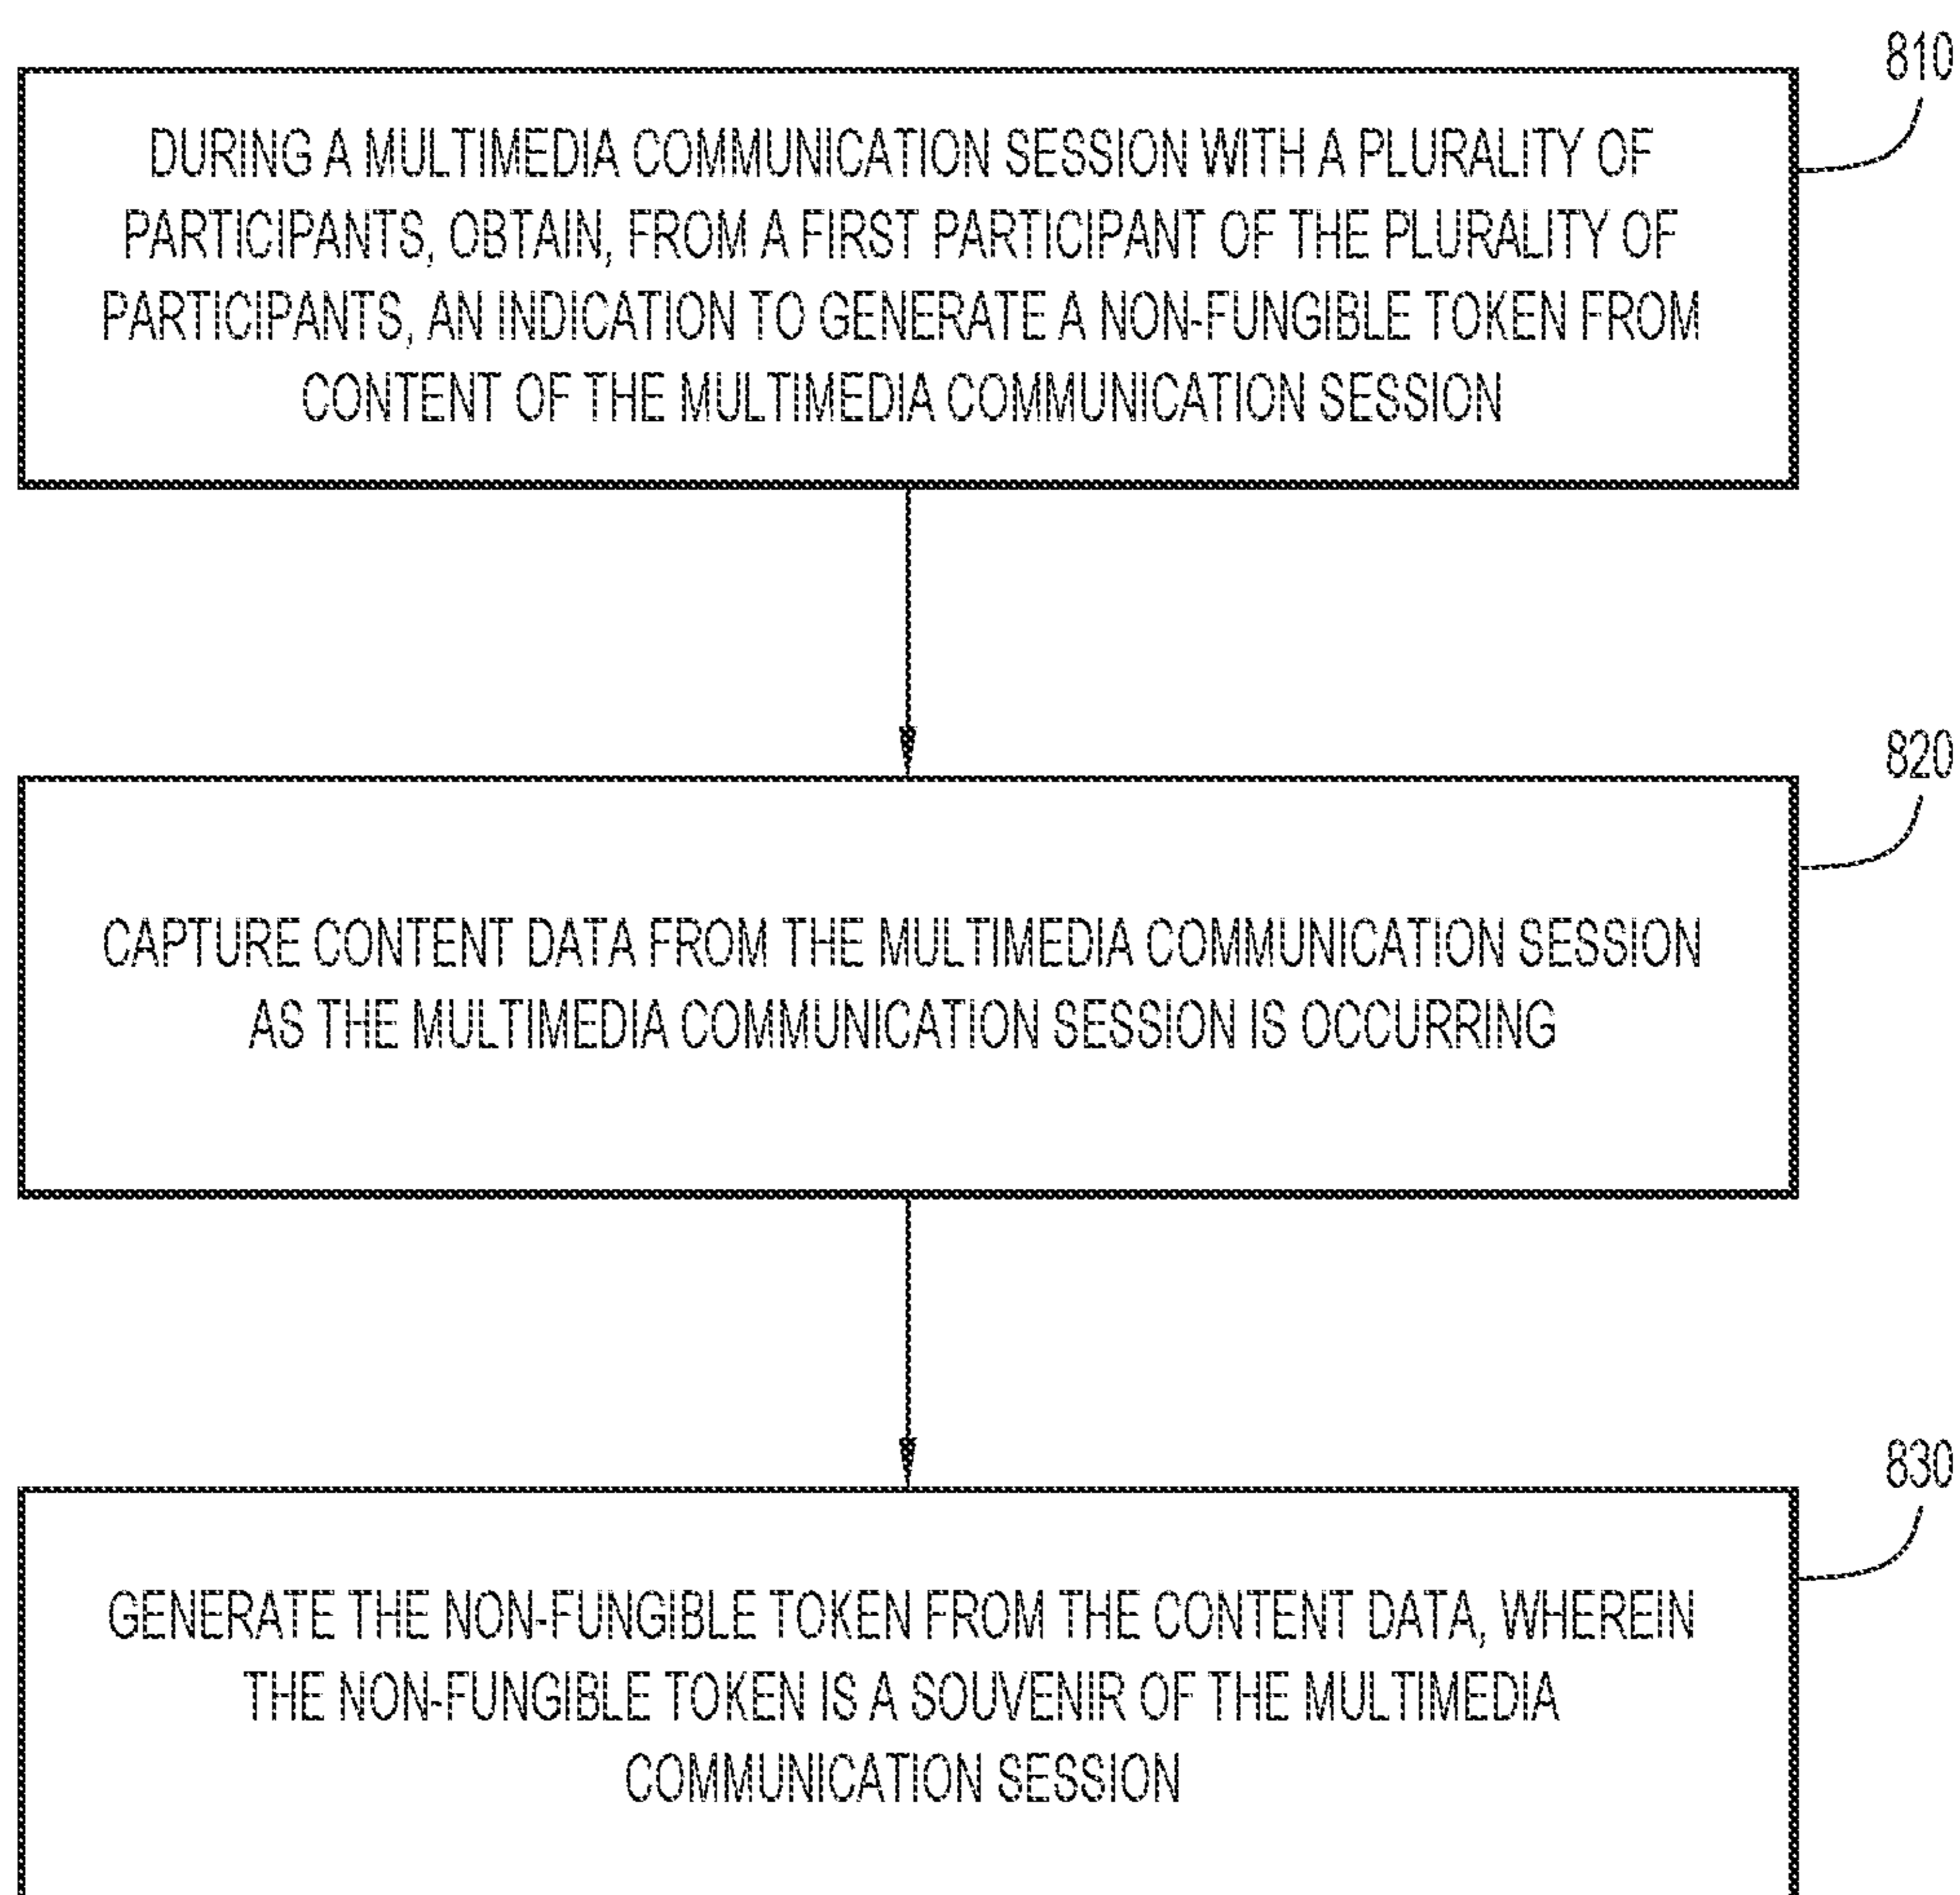 810
DURING A MULTIMEDIA COMMUNICATION SESSION WITH A PLURALITY OF
PARTICIPANTS, OBTAIN, FROM A FIRST PARTICIPANT OF THE PLURALITY OF
PARTICIPANTS, AN INDICATION TO GENERATE A NON-FUNGIBLE TOKEN FROM
CONTENT OF THE MULTIMEDIA COMMUNICATION SESSION
820
CAPTURE CONTENT DATA FROM THE MULTIMEDIA COMMUNICATION SESSION
AS THE MULTIMEDIA COMMUNICATION SESSION IS OCCURRING
830
GENERATE THE NON-FUNGIBLE TOKEN FROM THE CONTENT DATA, WHEREIN
THE NON-FUNGIBLE TOKEN IS A SOUVENIR OF THE MULTIMEDIA
COMMUNICATION SESSION